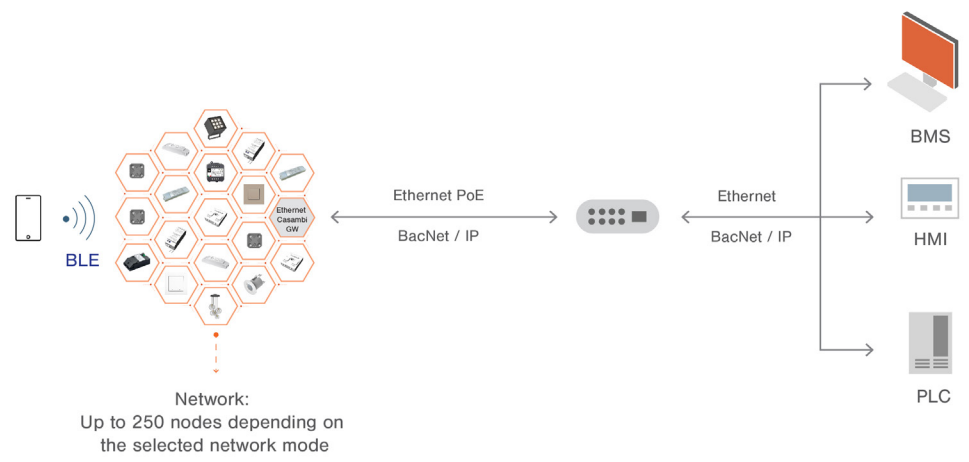 BLE
Ethernet
Casambi
GW
Ethernet PoE
BacNet / IP
Ethernet
BacNet / IP
BMS
HMI
PLC
Network:
Up to 250 nodes depending on
the selected network mode